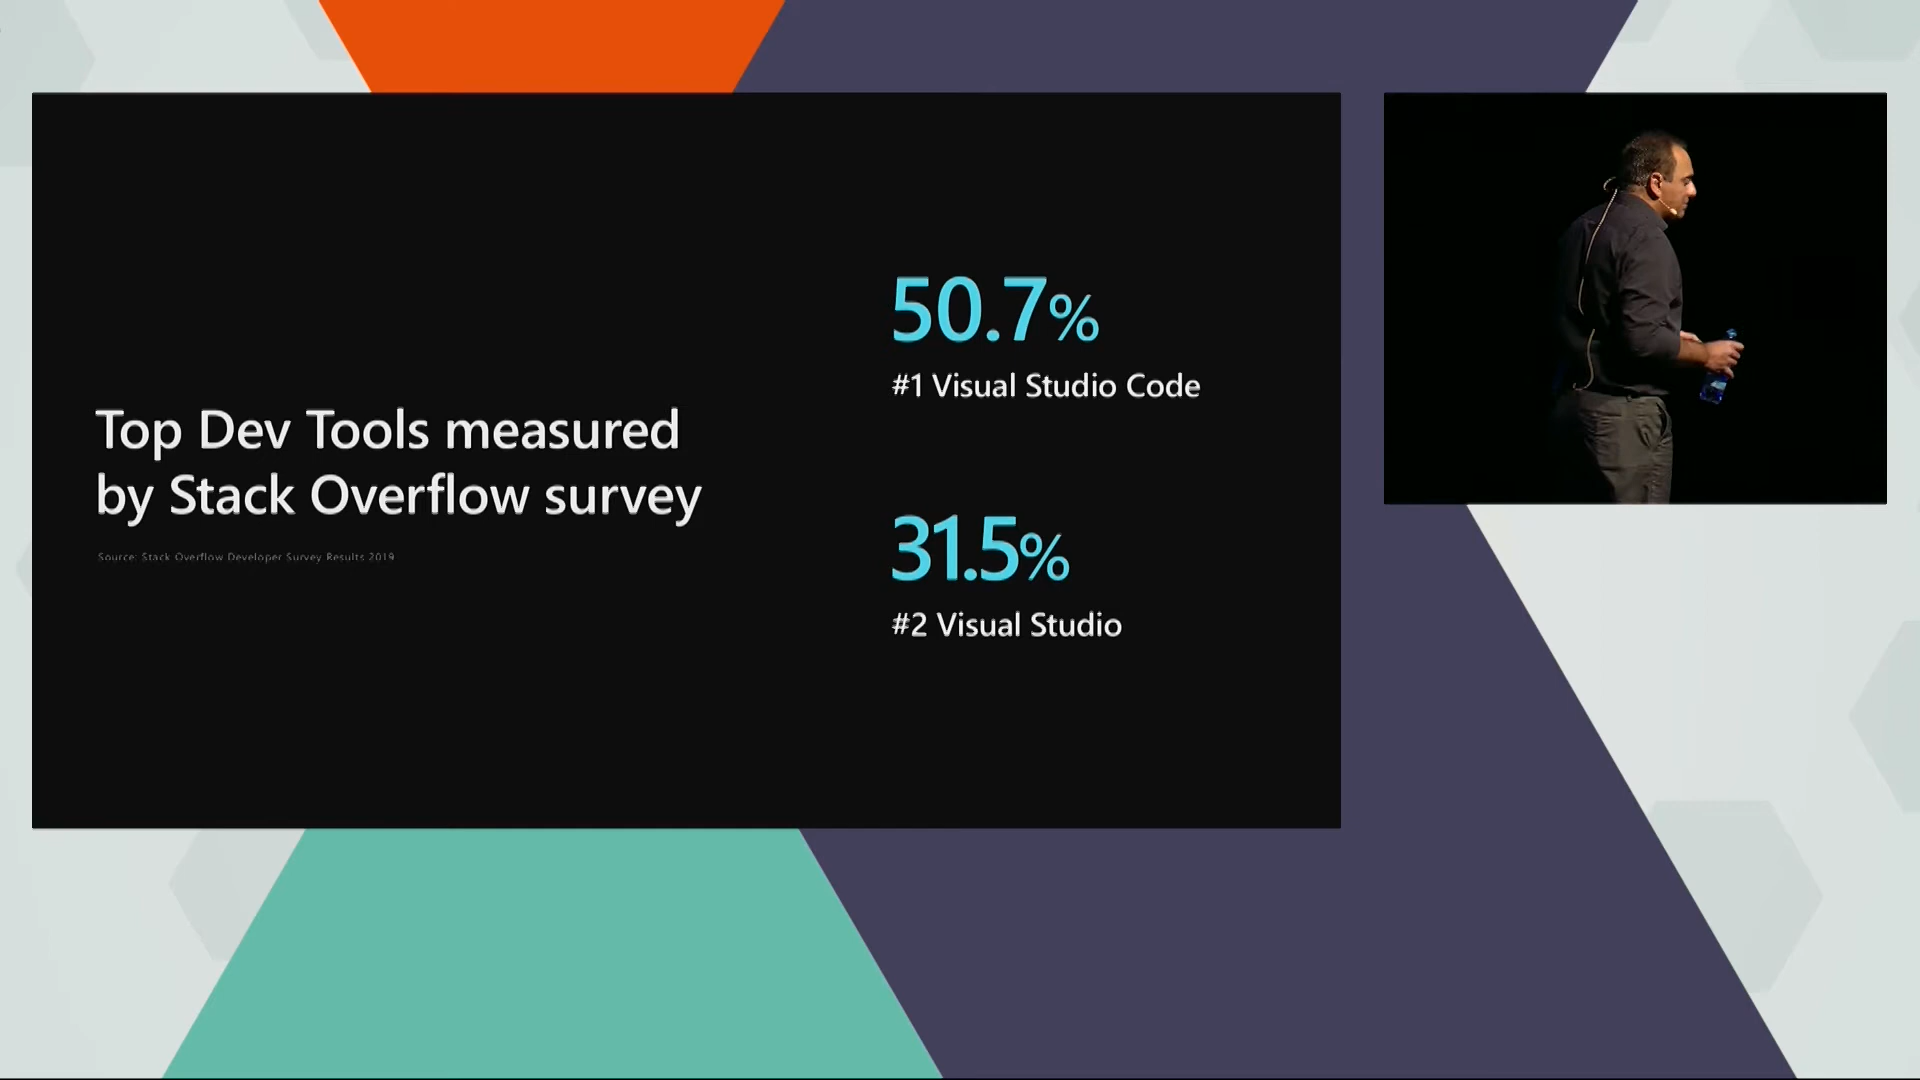 Top Dev Tools measured
by Stack Overflow survey
Source: Stack Overflow Developer Survey Results 2019
50.7%
#1 Visual Studio Code
31.5%
#2 Visual Studio